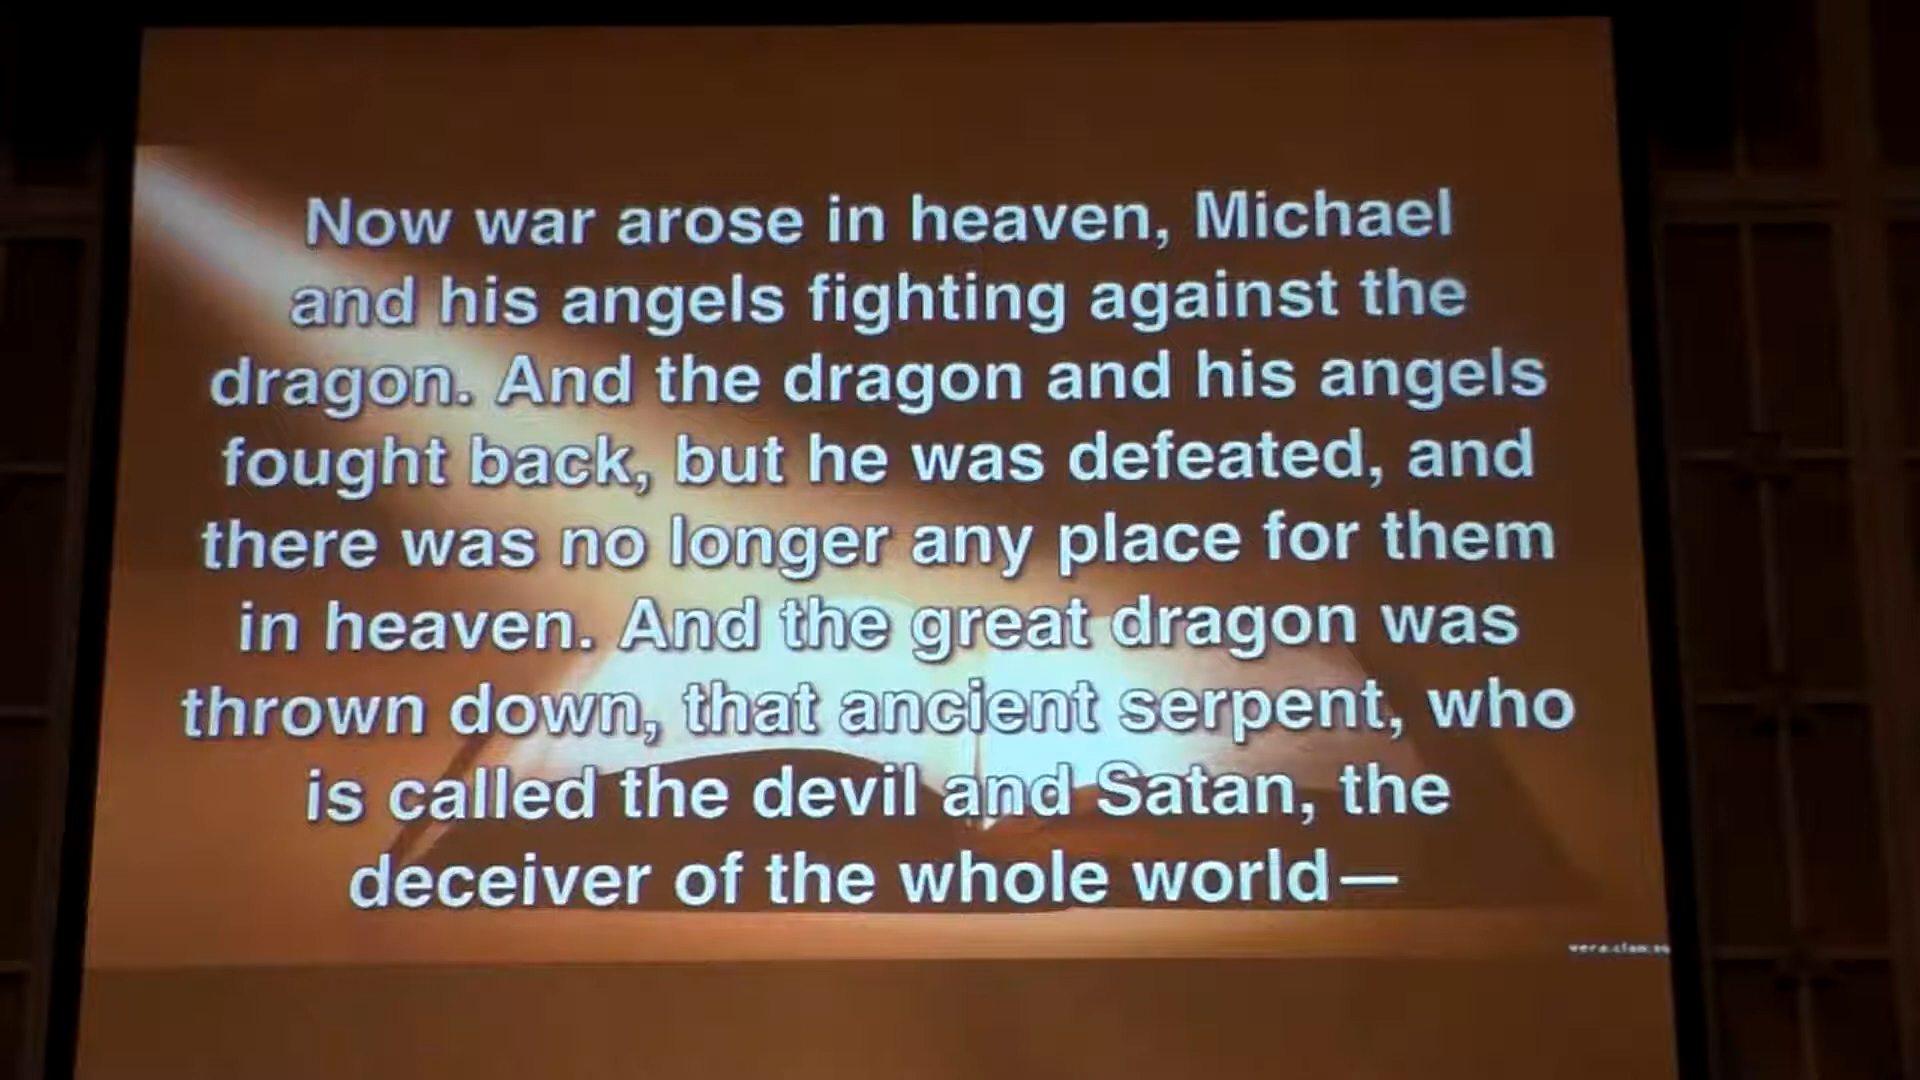 Now war arose in heaven, Michael
and his angels fighting against the
dragon. And the dragon and his angels
fought back, but he was defeated, and
there was no longer any place for them
in heaven. And the great dragon was
thrown down, that ancient serpent, who
is called the devil and Satan, the
deceiver of the whole world—